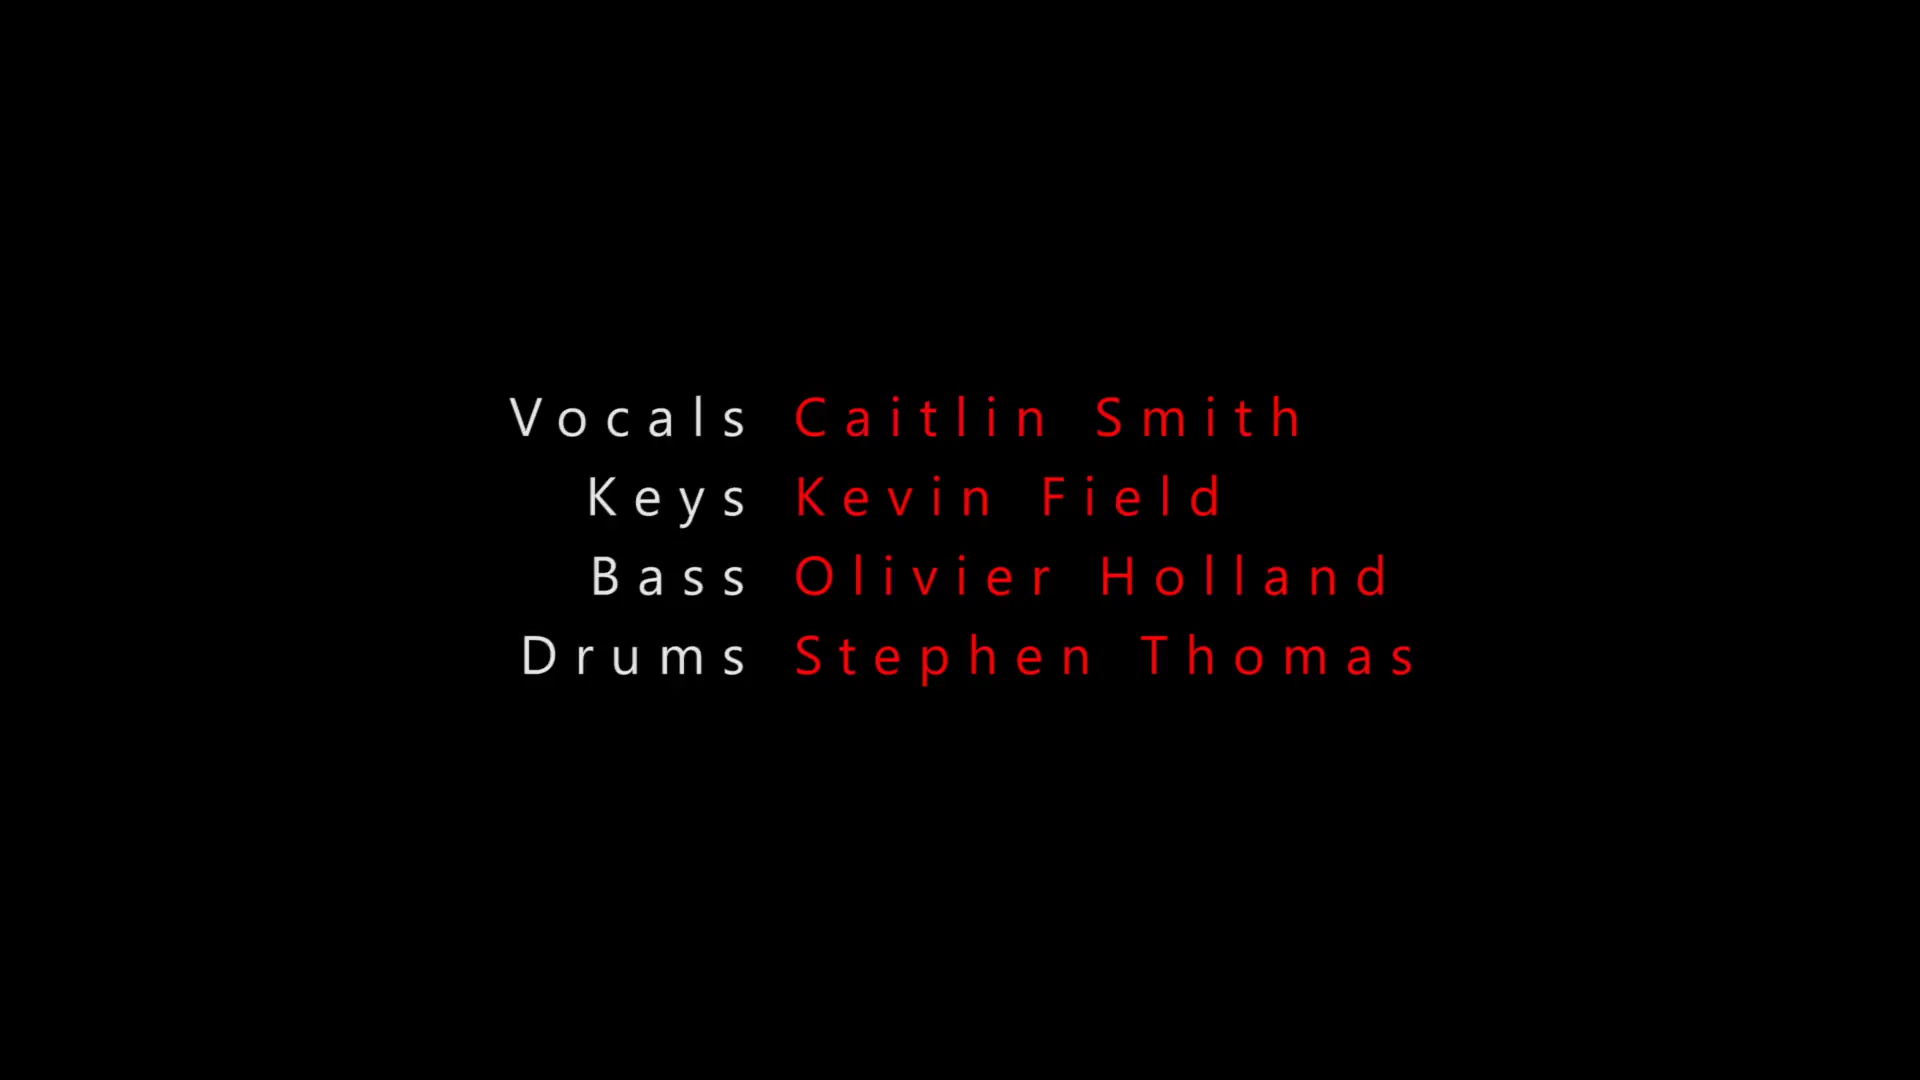 Vocals Caitlin Smith
Keys Kevin Field
Bass Olivier Holland
Drums Stephen Thomas